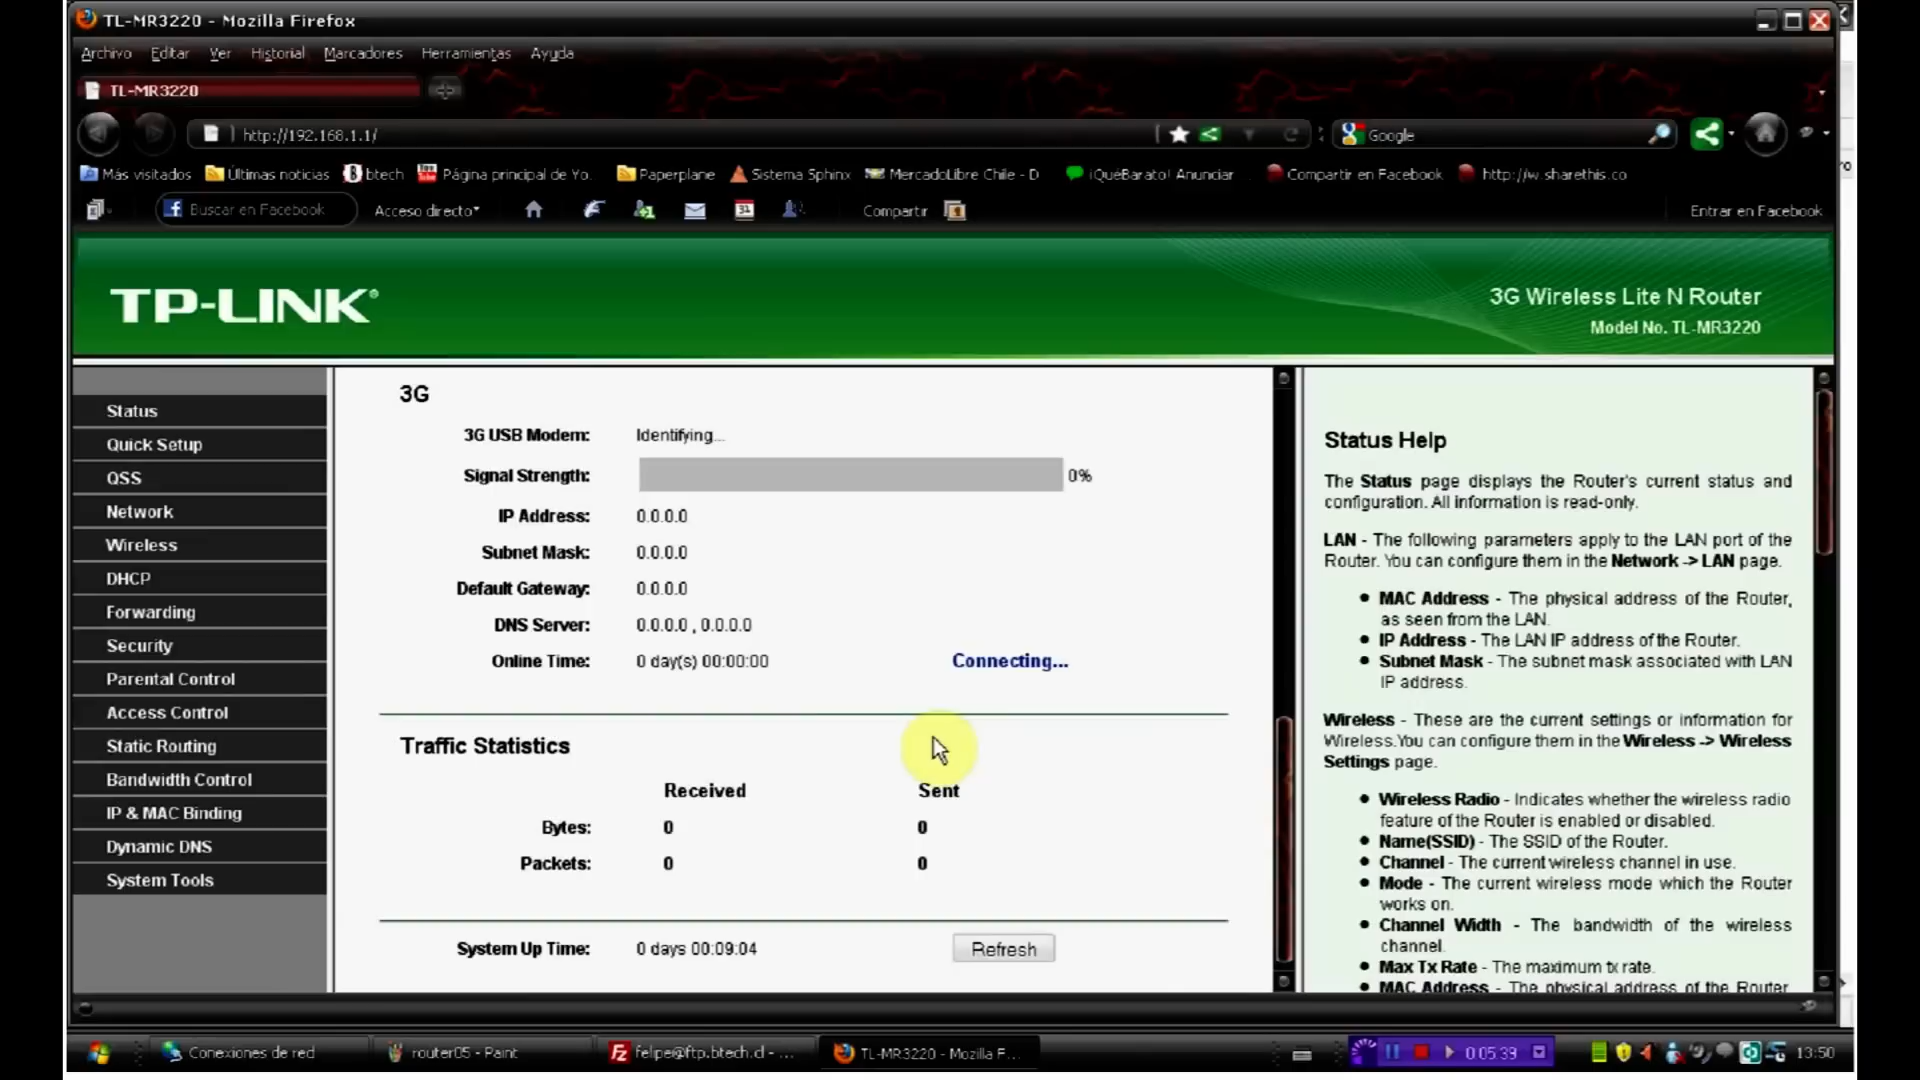 TL-MR3220 - Mozilla Firefox
Archivo Editar Ver Historial Marcadores Herramientas Ayuda
TL-MR3220
http://192.168.1.1/
Google
Más visitados Últimas noticias btech Página principal de Yo. Paperplane Sistema Sphinx MercadoLibre Chile - D ¡QuéBarato! Anunciar Compartir en Facebook http://w.sharethis.co
Buscar en Facebook Acceso directo Compartir Entrar en Facebook
TP-LINK®
3G Wireless Lite N Router
Model No. TL-MR3220
Status
Quick Setup
QSS
Network
Wireless
DHCP
Forwarding
Security
Parental Control
Access Control
Static Routing
Bandwidth Control
IP & MAC Binding
Dynamic DNS
System Tools
3G
3G USB Modem: Identifying...
Signal Strength: 0%
IP Address: 0.0.0.0
Subnet Mask: 0.0.0.0
Default Gateway: 0.0.0.0
DNS Server: 0.0.0.0 , 0.0.0.0
Online Time: 0 day(s) 00:00:00 Connecting...
Traffic Statistics
Received Sent
Bytes: 0 0
Packets: 0 0
System Up Time: 0 days 00:09:04 Refresh
Status Help
The Status page displays the Router's current status and
configuration. All information is read-only.
LAN - The following parameters apply to the LAN port of the
Router. You can configure them in the Network -> LAN page.
MAC Address - The physical address of the Router,
as seen from the LAN.
IP Address - The LAN IP address of the Router.
Subnet Mask - The subnet mask associated with LAN
IP address.
Wireless - These are the current settings or information for
Wireless.You can configure them in the Wireless -> Wireless
Settings page.
Wireless Radio - Indicates whether the wireless radio
feature of the Router is enabled or disabled.
Name(SSID) - The SSID of the Router.
Channel - The current wireless channel in use.
Mode - The current wireless mode which the Router
works on.
Channel Width - The bandwidth of the wireless
channel.
Max Tx Rate - The maximum tx rate.
MAC Address - The physical address of the Router,
Conexiones de red router05 - Paint felipe@ftp.btech.cl - ... TL-MR3220 - Mozilla F... 0:05:39 13:50